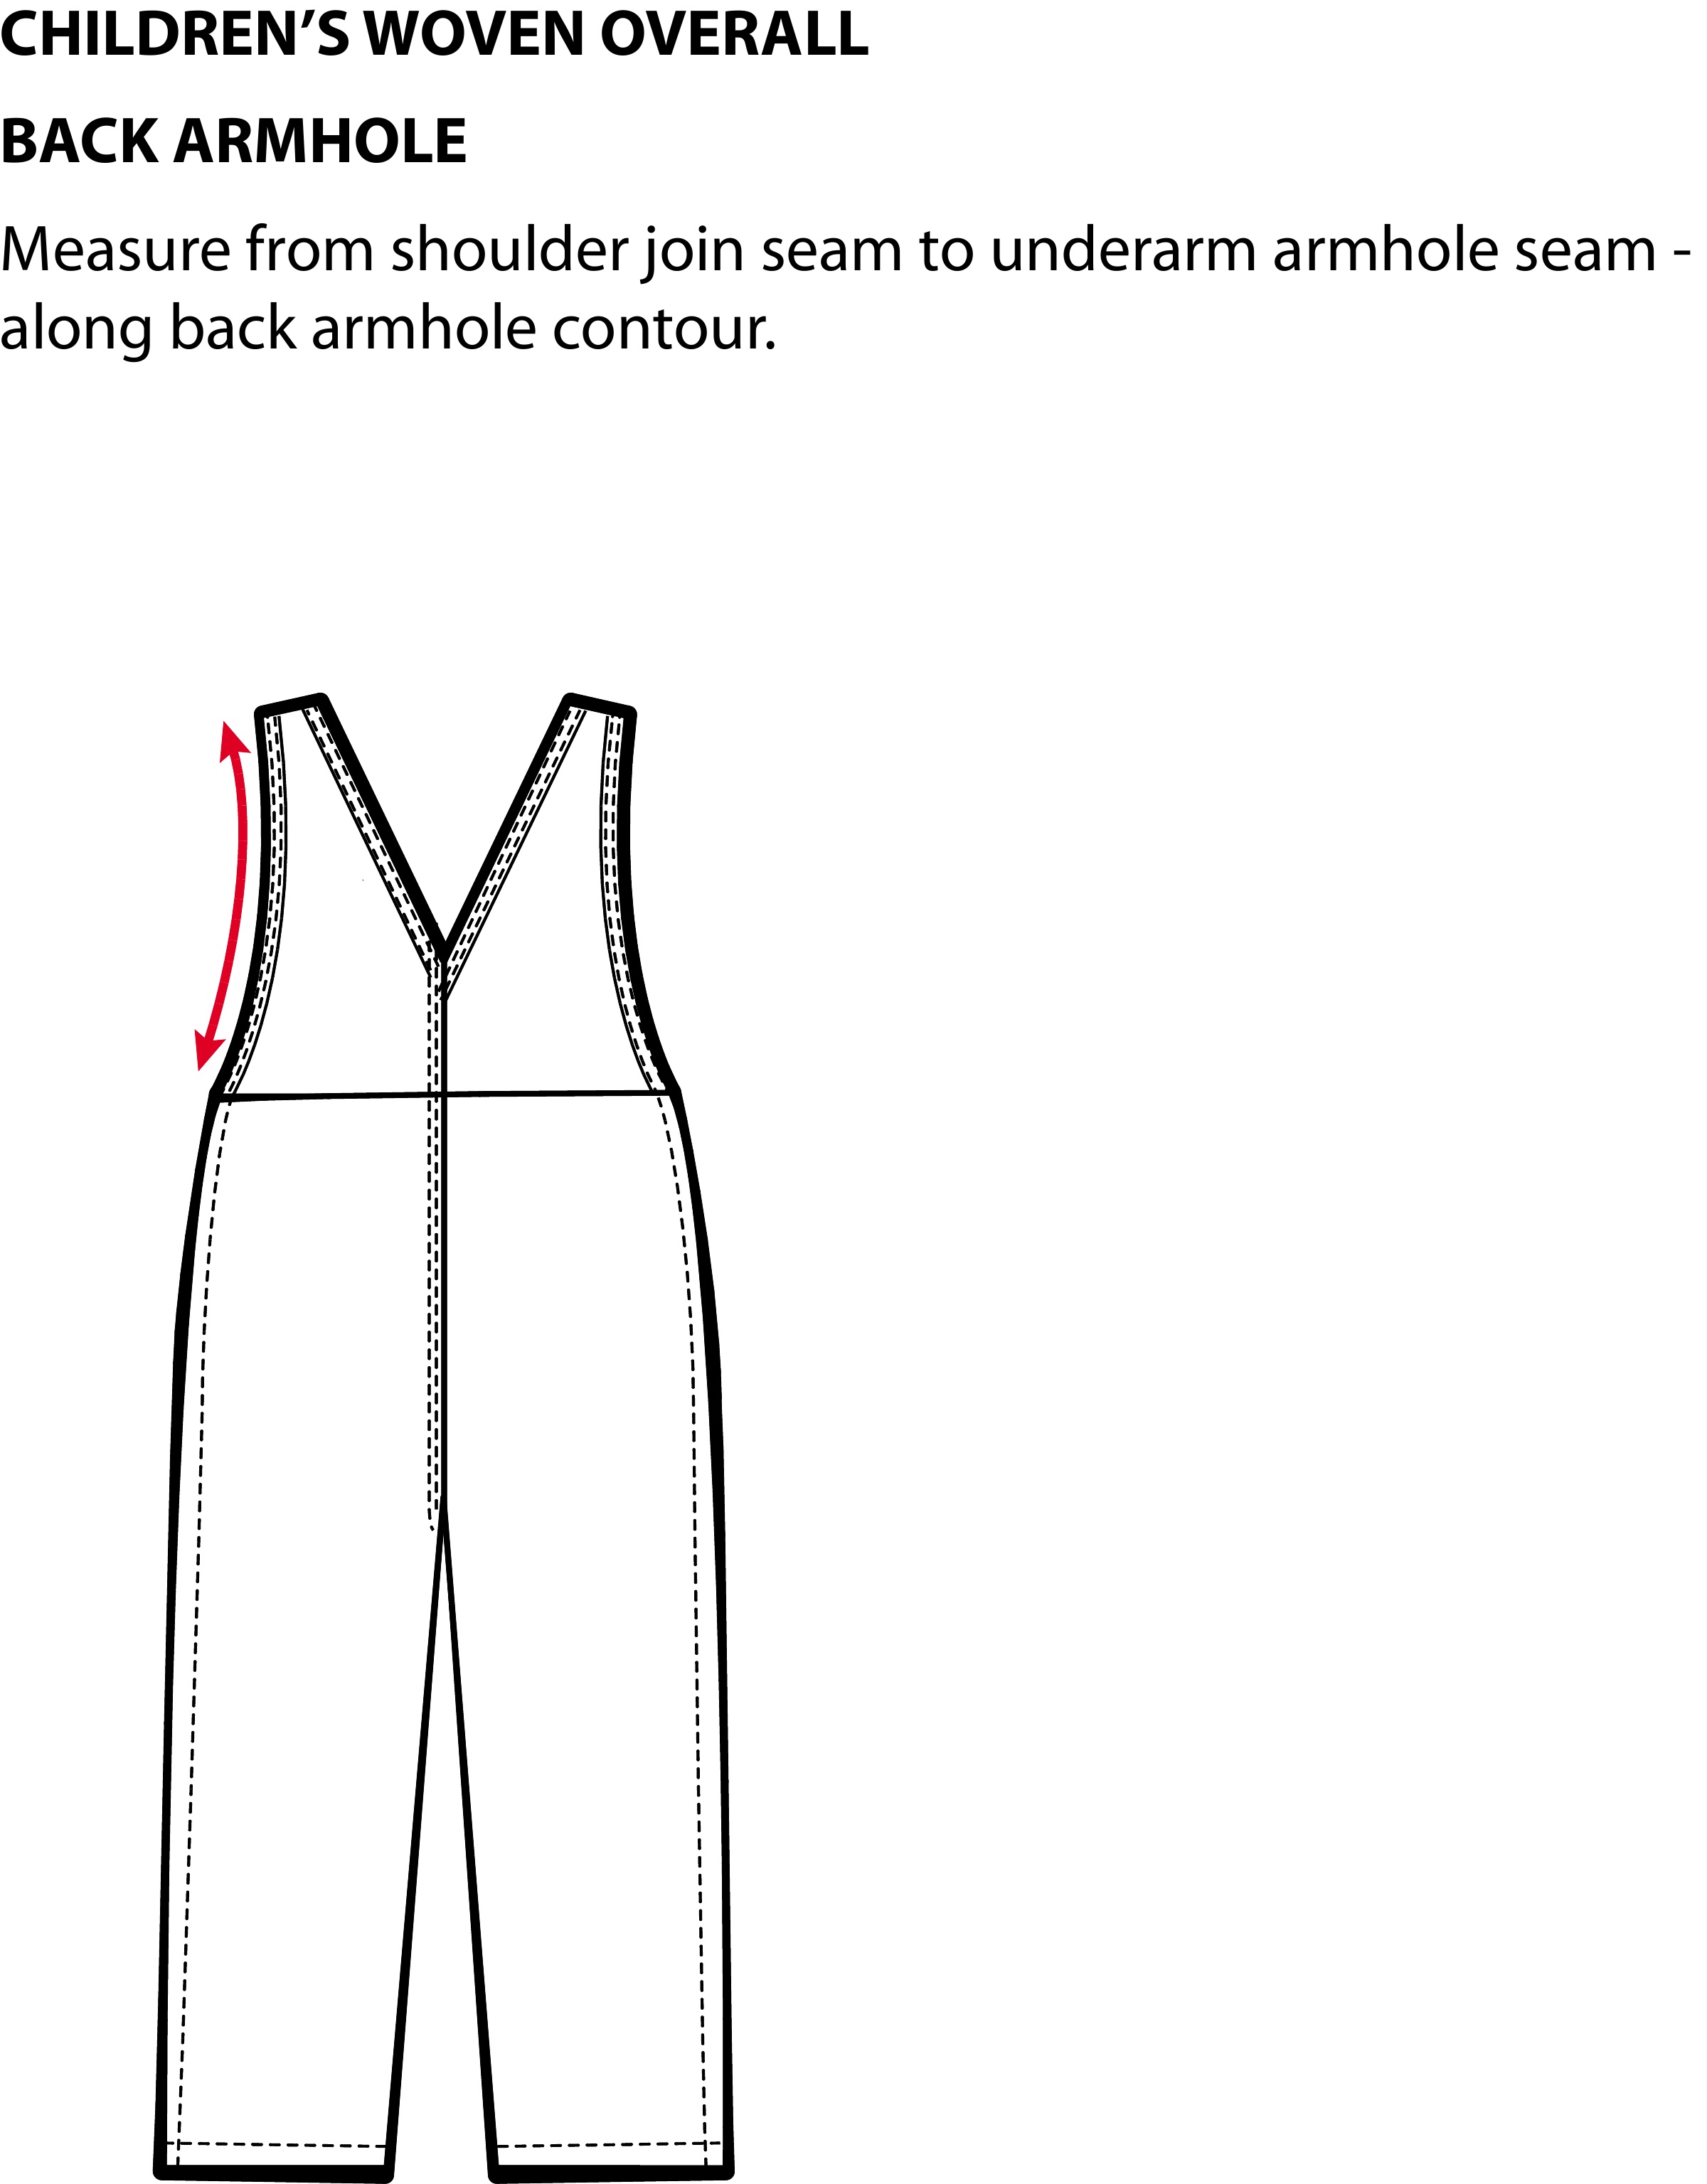 CHILDREN’S WOVEN OVERALL
BACK ARMHOLE
Measure from shoulder join seam to underarm armhole seam -
along back armhole contour.